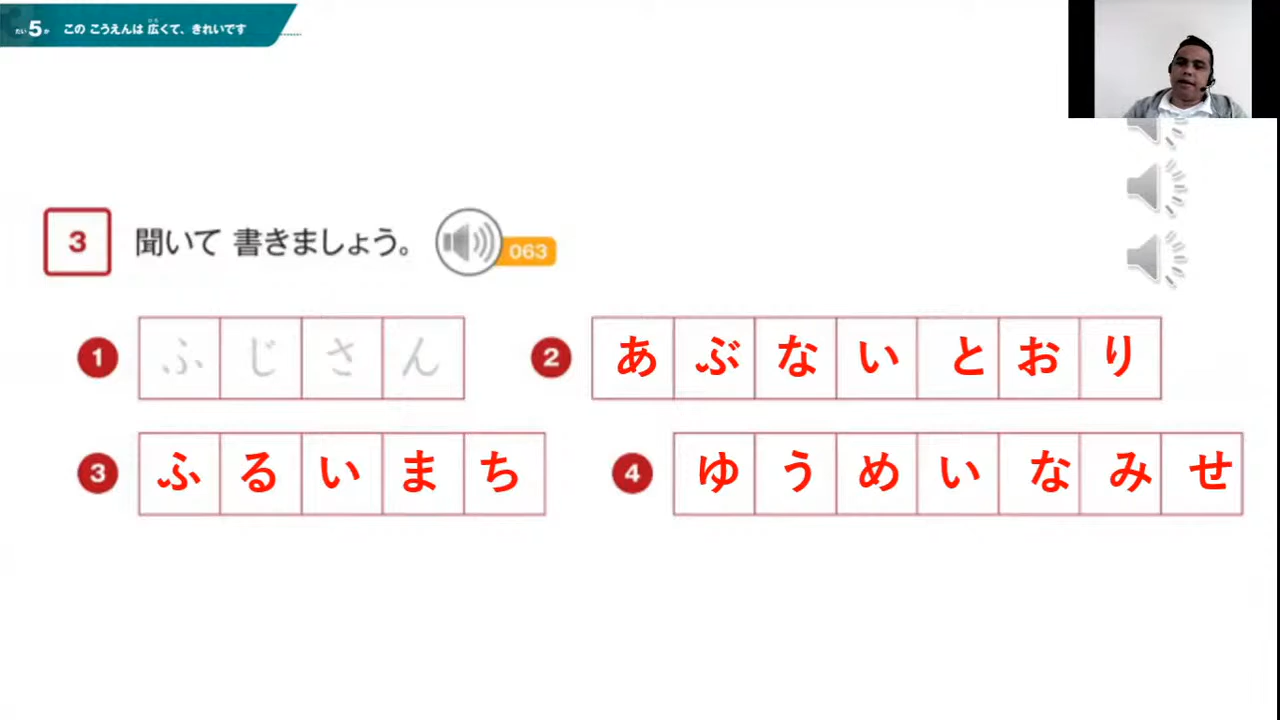 だい5か この こうえんは 広くて、きれいです
ひろ
3 聞いて 書きましょう。 063
1 ふじさん
2 あぶないとおり
3 ふるいまち
4 ゆうめいなみせ